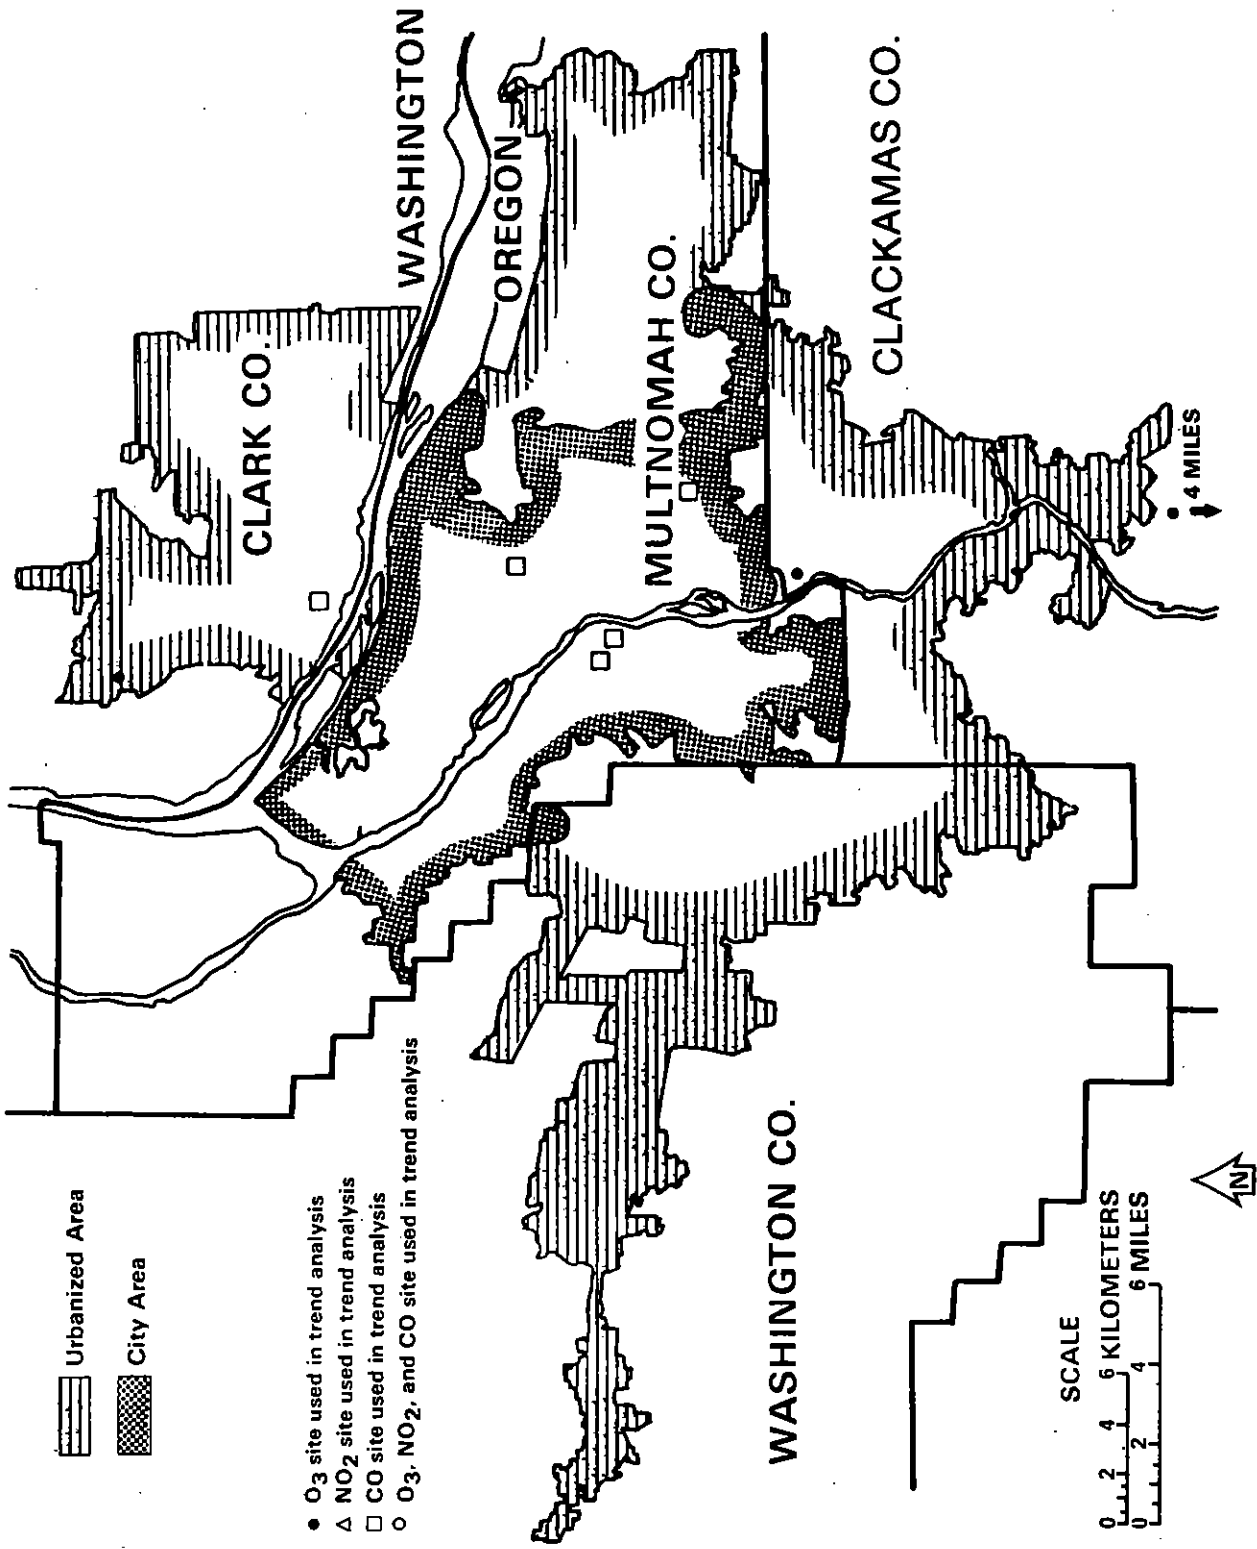 Urbanized Area
City Area
● O3 site used in trend analysis
△ NO2 site used in trend analysis
□ CO site used in trend analysis
○ O3, NO2, and CO site used in trend analysis
CLARK CO.
WASHINGTON
OREGON
MULTNOMAH CO.
CLACKAMAS CO.
WASHINGTON CO.
4 MILES
SCALE
0 2 4 6 KILOMETERS
0 2 4 6 MILES
N